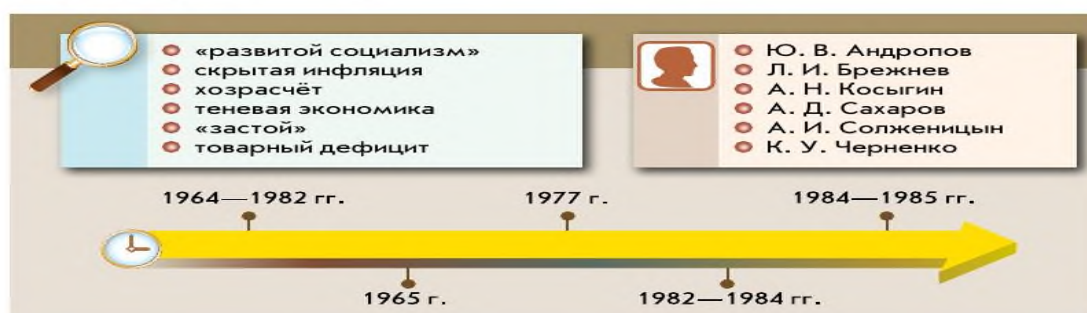 «развитой социализм»
скрытая инфляция
хозрасчёт
теневая экономика
«застой»
товарный дефицит
Ю. В. Андропов
Л. И. Брежнев
А. Н. Косыгин
А. Д. Сахаров
А. И. Солженицын
К. У. Черненко
1964—1982 гг.
1977 г.
1984—1985 гг.
1965 г.
1982—1984 гг.